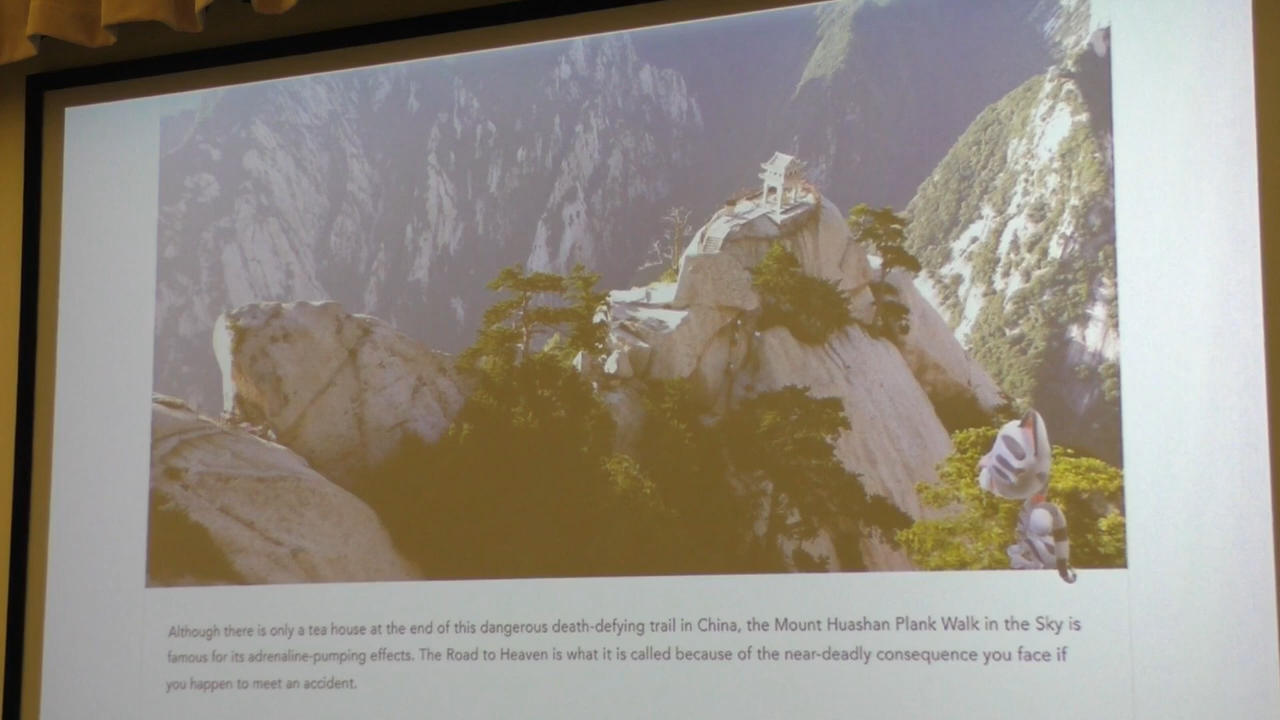 Although there is only a tea house at the end of this dangerous death-defying trail in China, the Mount Huashan Plank Walk in the Sky is
famous for its adrenaline-pumping effects. The Road to Heaven is what it is called because of the near-deadly consequence you face if
you happen to meet an accident.